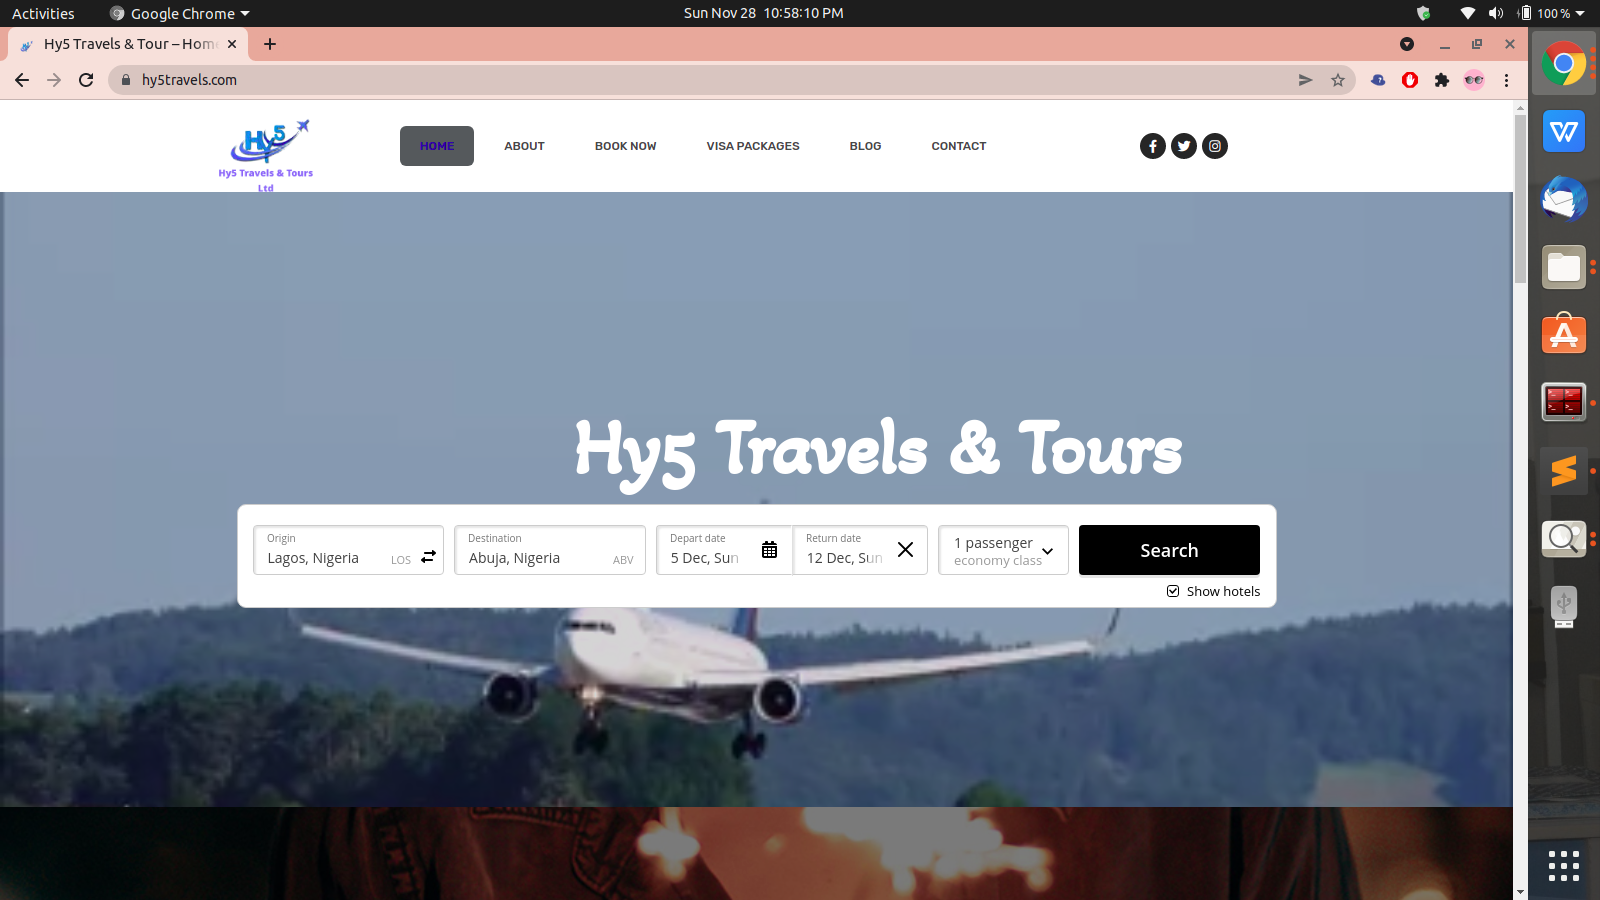 Activities
Google Chrome
Sun Nov 28 10:58:10 PM
100 %
Hy5 Travels & Tour – Hom
hy5travels.com
Hy5
Hy5 Travels & Tours
Ltd
HOME
ABOUT
BOOK NOW
VISA PACKAGES
BLOG
CONTACT
Hy5 Travels & Tours
Origin
Lagos, Nigeria
LOS
Destination
Abuja, Nigeria
ABV
Depart date
5 Dec, Sun
Return date
12 Dec, Sun
1 passenger
economy class
Search
Show hotels